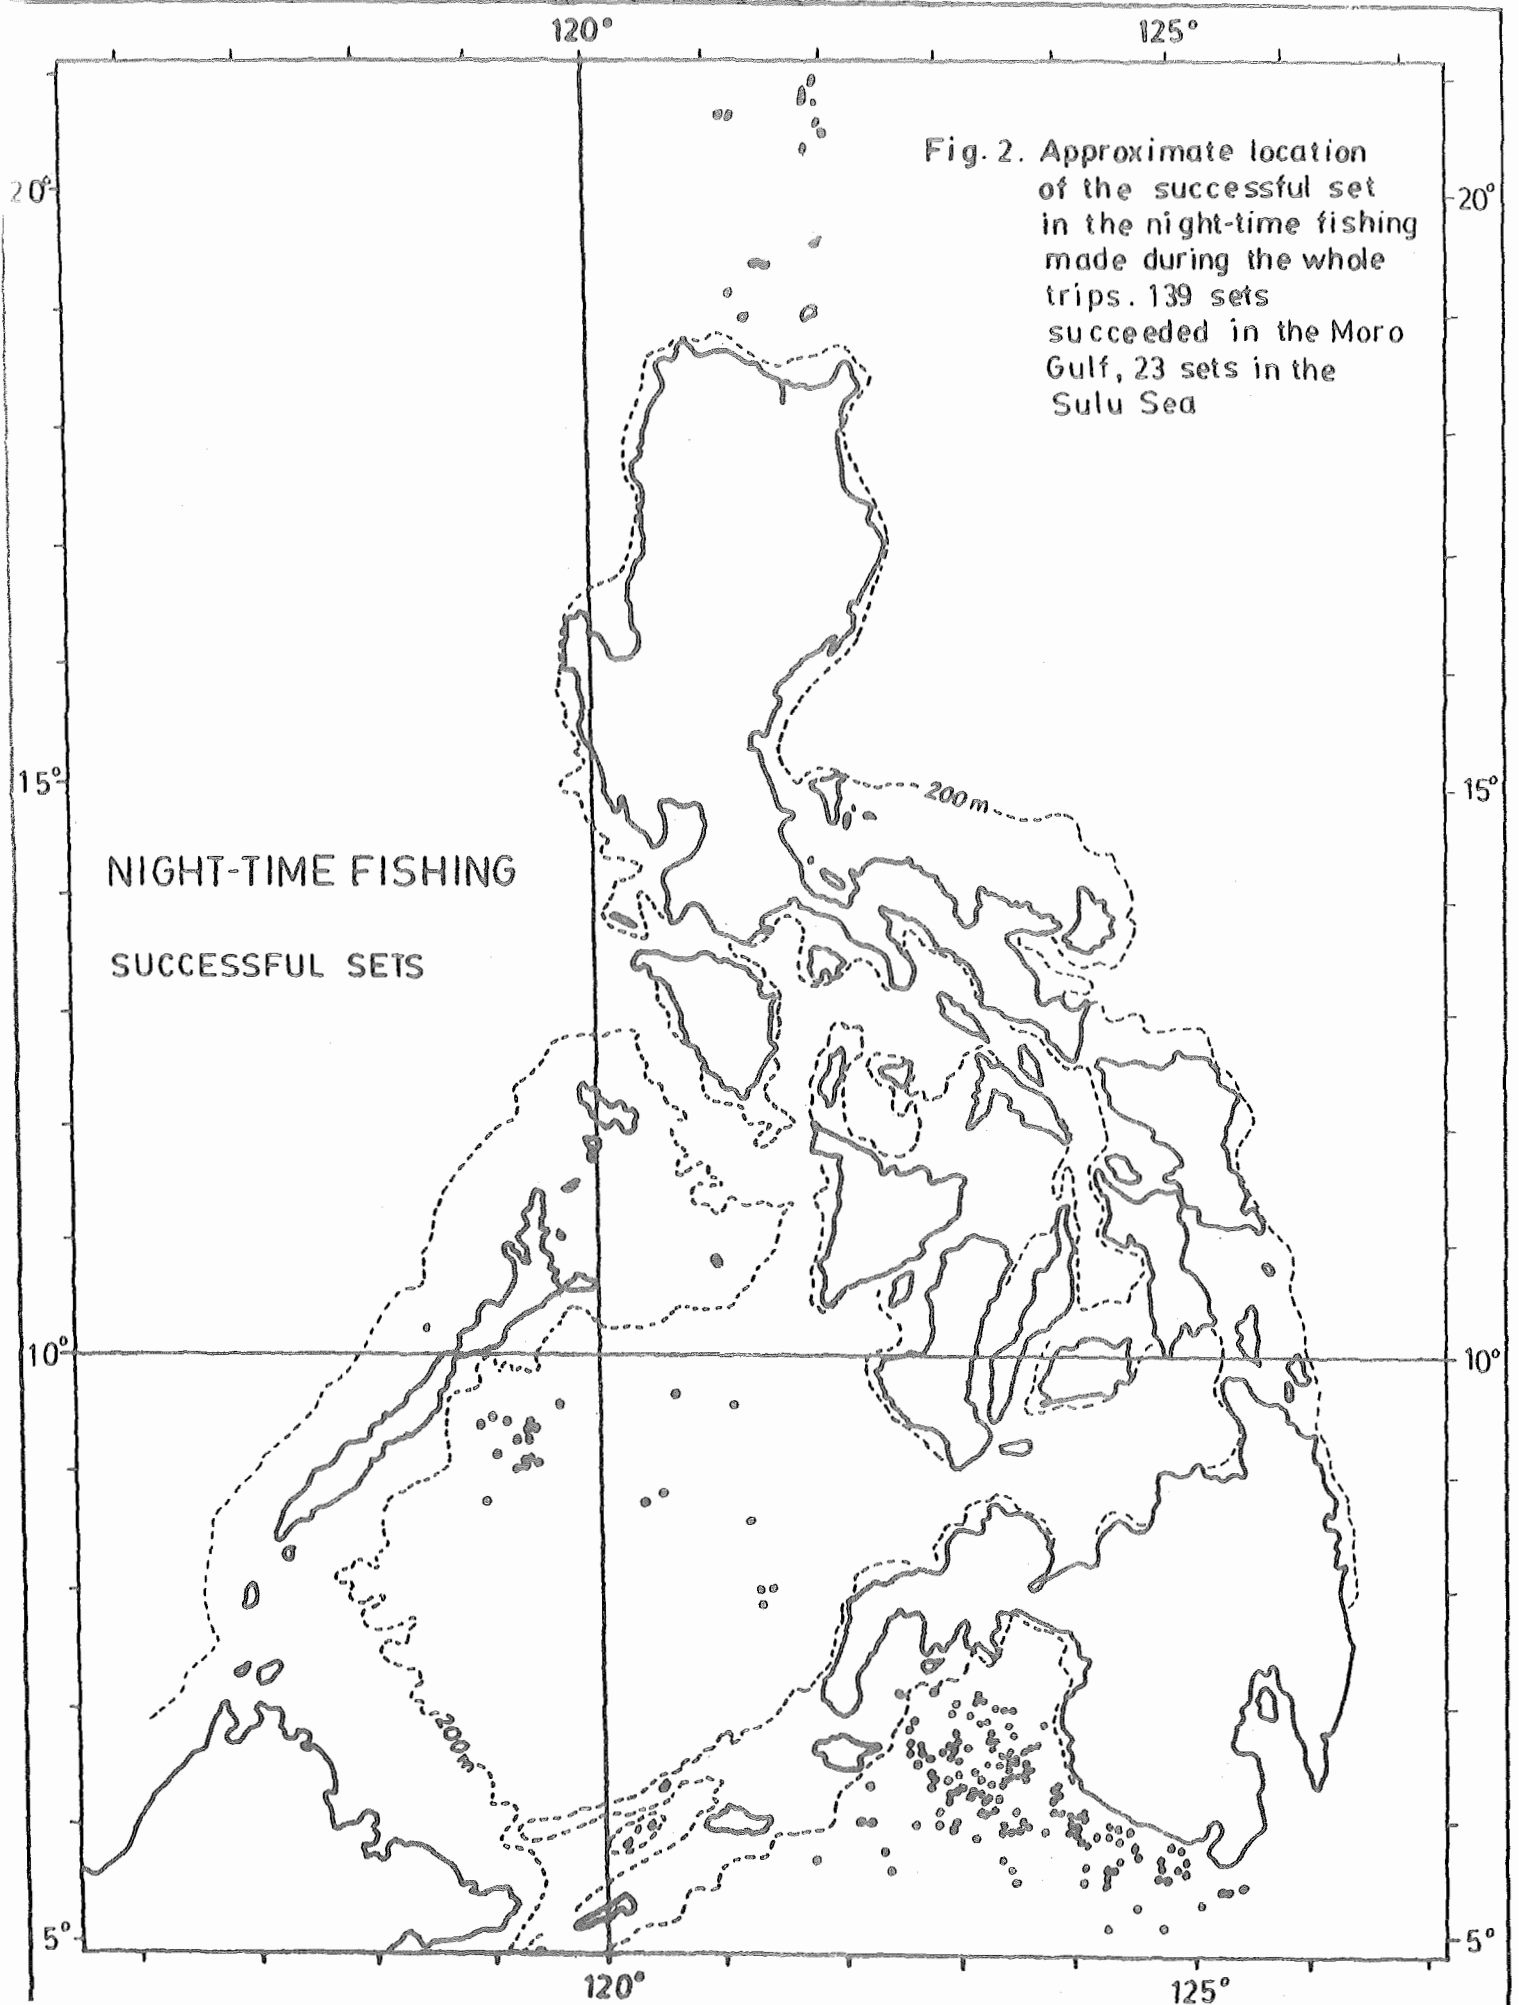 120° 125°
Fig. 2. Approximate location
of the successful set
in the night-time fishing
made during the whole
trips. 139 sets
succeeded in the Moro
Gulf, 23 sets in the
Sulu Sea
20° 20°
15° 15°
200m
NIGHT-TIME FISHING
SUCCESSFUL SETS
10° 10°
200m
5° 5°
120° 125°